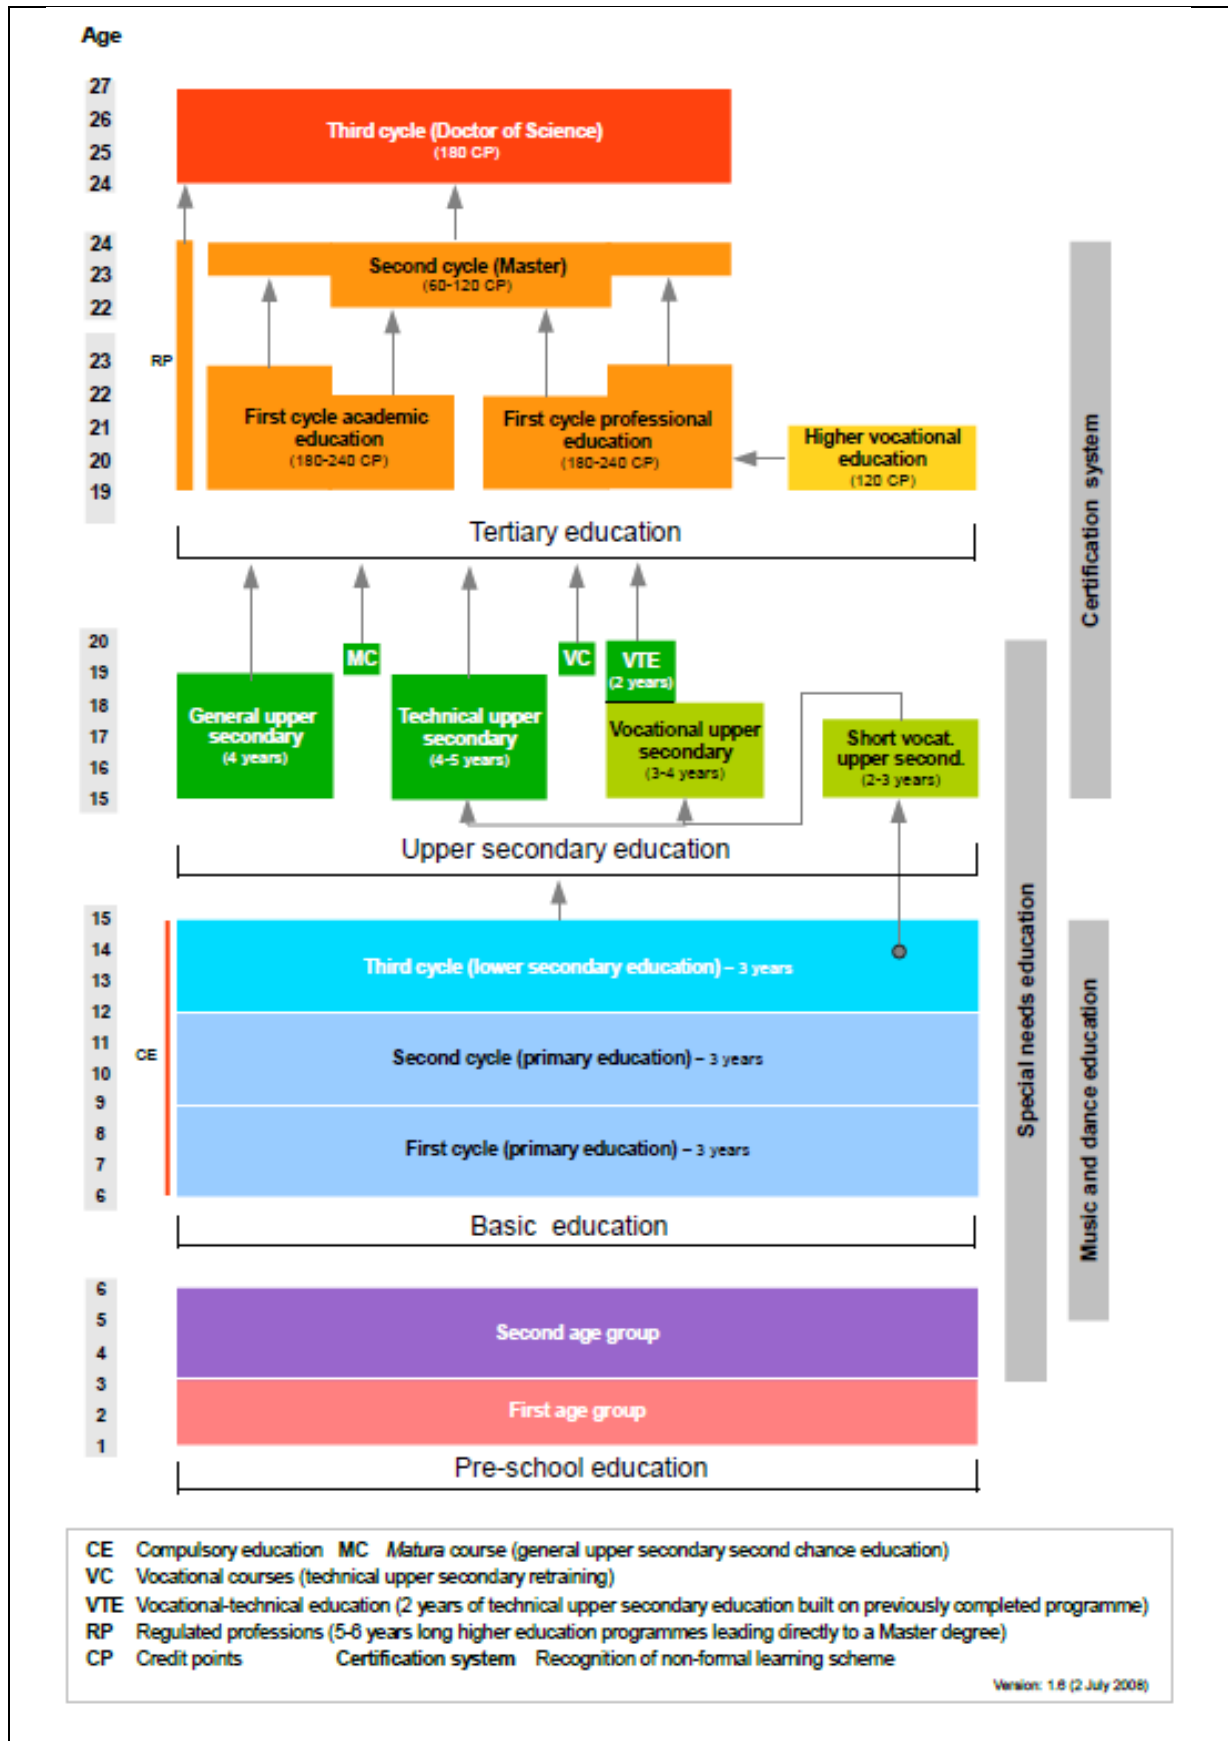 Age
27
26
25
24
Third cycle (Doctor of Science)
(180 CP)
24
23
22
Second cycle (Master)
(60-120 CP)
RP
23
22
21
20
19
First cycle academic
education
(180-240 CP)
First cycle professional
education
(180-240 CP)
Higher vocational
education
(120 CP)
Tertiary education
Certification system
20
19
18
17
16
15
MC
VC
VTE
(2 years)
General upper
secondary
(4 years)
Technical upper
secondary
(4-5 years)
Vocational upper
secondary
(3-4 years)
Short vocat.
upper second.
(2-3 years)
Upper secondary education
Special needs education
15
14
13
12
11
10
9
8
7
6
CE
Third cycle (lower secondary education) – 3 years
Second cycle (primary education) – 3 years
First cycle (primary education) – 3 years
Music and dance education
Basic education
6
5
4
3
2
1
Second age group
First age group
Pre-school education
CE Compulsory education MC Matura course (general upper secondary second chance education)
VC Vocational courses (technical upper secondary retraining)
VTE Vocational-technical education (2 years of technical upper secondary education built on previously completed programme)
RP Regulated professions (5-6 years long higher education programmes leading directly to a Master degree)
CP Credit points Certification system Recognition of non-formal learning scheme
Version: 1.6 (2 July 2008)